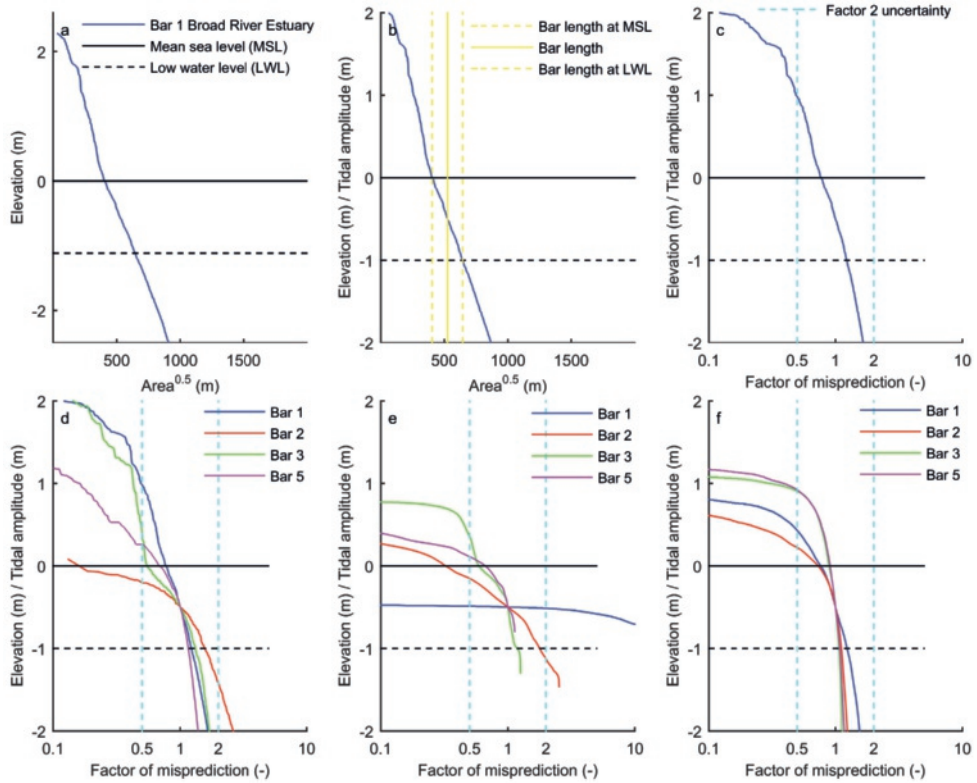 a
Bar 1 Broad River Estuary
Mean sea level (MSL)
Low water level (LWL)
2
0
-2
Elevation (m)
500 1000 1500
Area^0.5 (m)
b
Bar length at MSL
Bar length
Bar length at LWL
2
1
0
-1
-2
Elevation (m) / Tidal amplitude (m)
500 1000 1500
Area^0.5 (m)
c
Factor 2 uncertainty
2
1
0
-1
-2
Elevation (m) / Tidal amplitude (m)
0.1 0.5 1 2 10
Factor of misprediction (-)
d
Bar 1
Bar 2
Bar 3
Bar 5
2
1
0
-1
-2
Elevation (m) / Tidal amplitude (m)
0.1 0.5 1 2 10
Factor of misprediction (-)
e
Bar 1
Bar 2
Bar 3
Bar 5
2
1
0
-1
-2
Elevation (m) / Tidal amplitude (m)
0.1 0.5 1 2 10
Factor of misprediction (-)
f
Bar 1
Bar 2
Bar 3
Bar 5
2
1
0
-1
-2
Elevation (m) / Tidal amplitude (m)
0.1 0.5 1 2 10
Factor of misprediction (-)